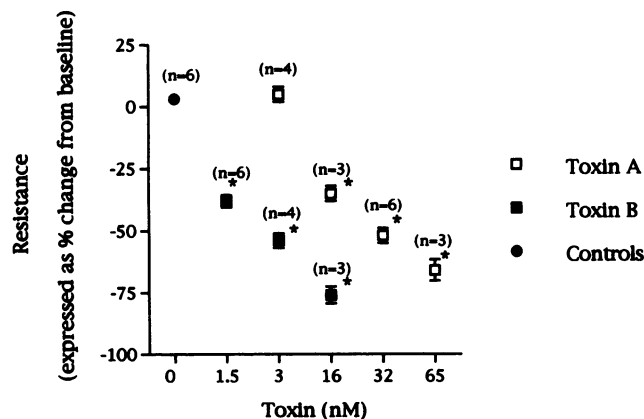 Resistance
(expressed as % change from baseline)
25
0
-25
-50
-75
-100
(n=6)
(n=4)
(n=6)
*
(n=3)
*
(n=4)
*
(n=6)
*
(n=3)
*
(n=3)
*
0 1.5 3 16 32 65
Toxin (nM)
Toxin A
Toxin B
Controls